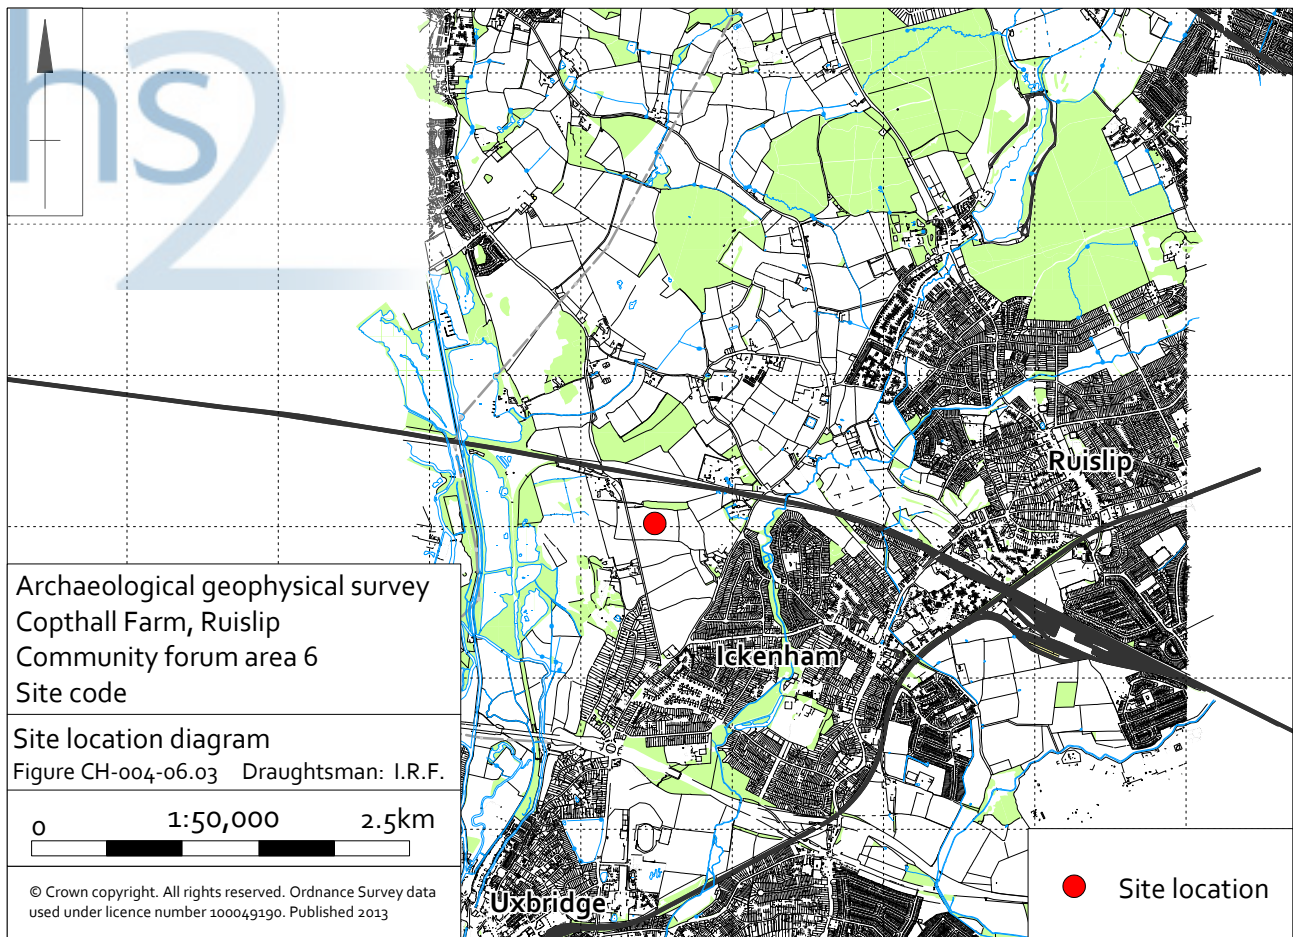 hs2
Ruislip
Ickenham
Uxbridge
Archaeological geophysical survey
Copthall Farm, Ruislip
Community forum area 6
Site code
Site location diagram
Figure CH-004-06.03 Draughtsman: I.R.F.
0 1:50,000 2.5km
© Crown copyright. All rights reserved. Ordnance Survey data
used under licence number 100049190. Published 2013
Site location